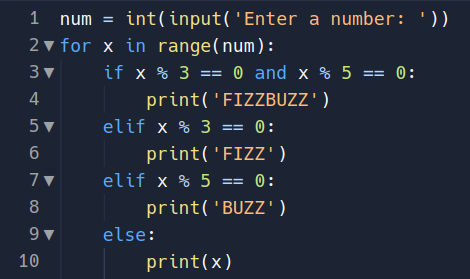 1 num = int(input('Enter a number: '))
2 for x in range(num):
3     if x % 3 == 0 and x % 5 == 0:
4         print('FIZZBUZZ')
5     elif x % 3 == 0:
6         print('FIZZ')
7     elif x % 5 == 0:
8         print('BUZZ')
9     else:
10         print(x)